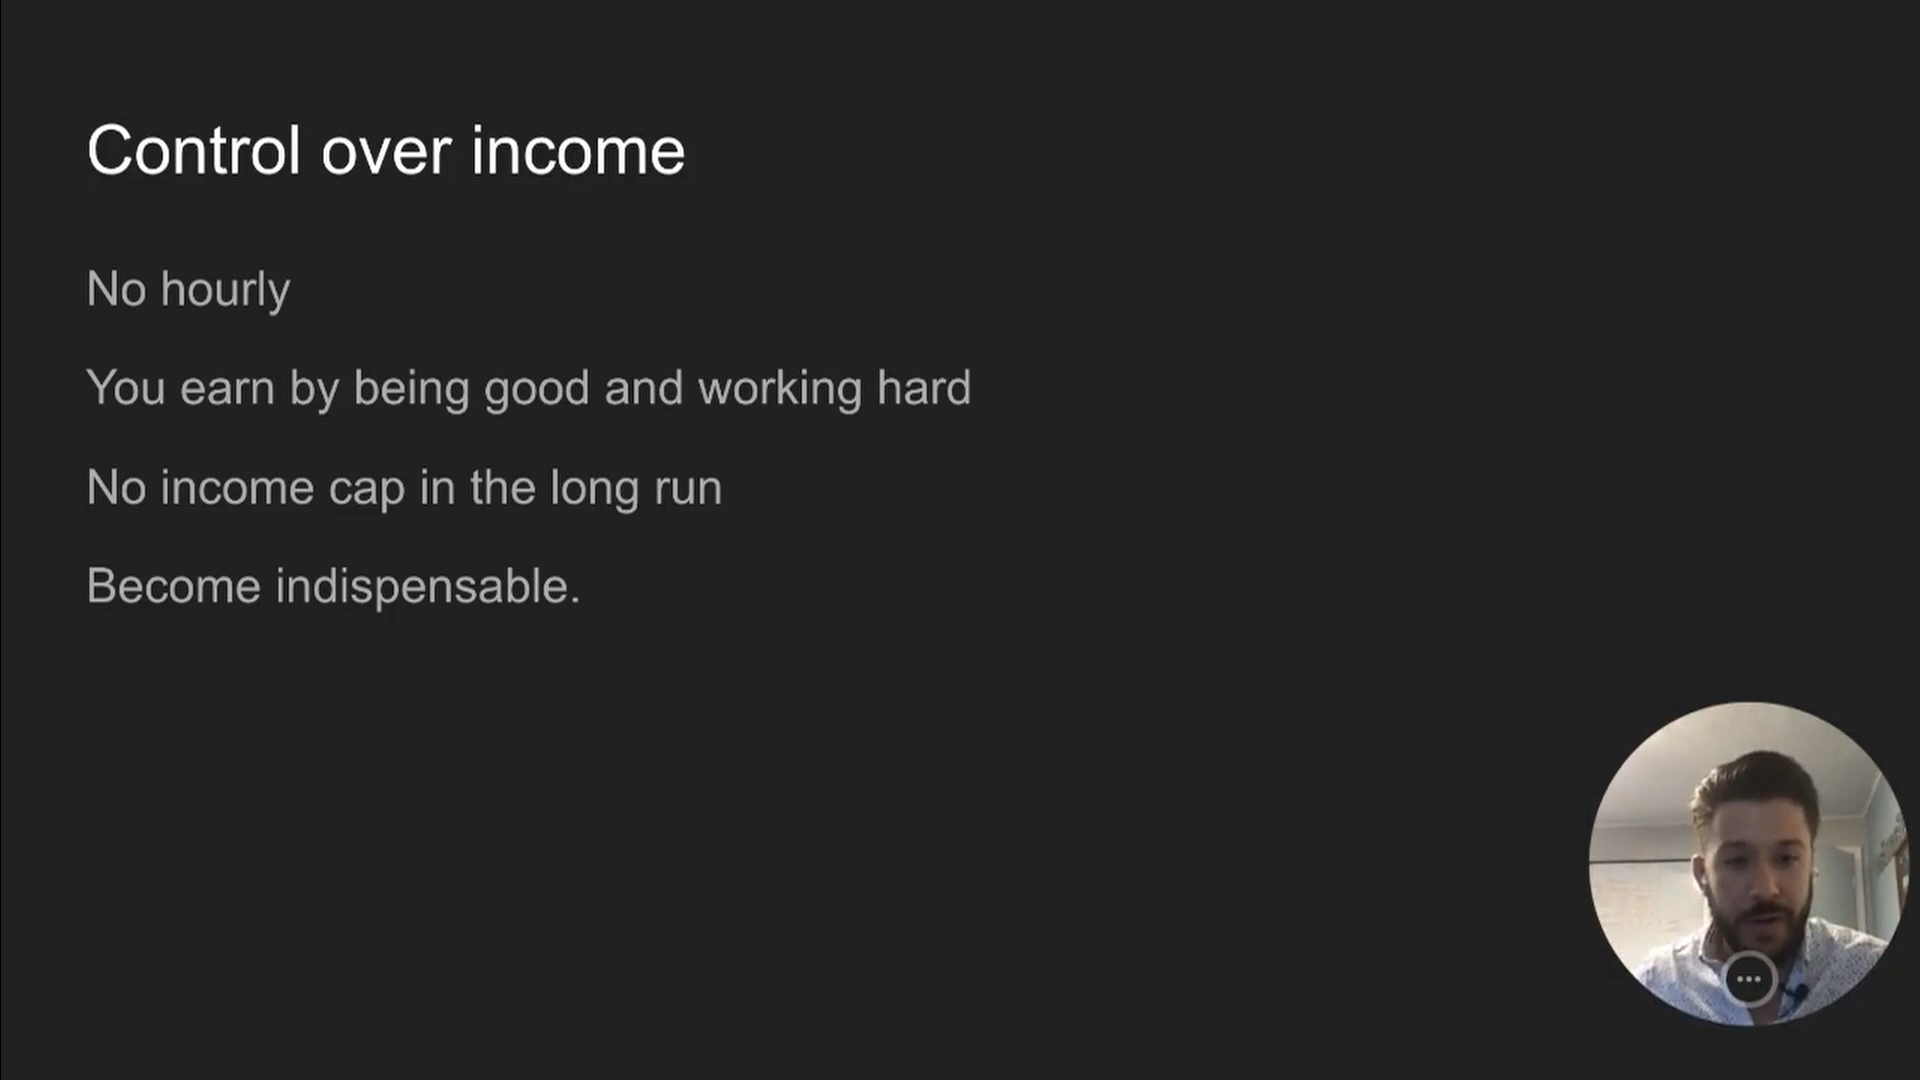 Control over income
No hourly
You earn by being good and working hard
No income cap in the long run
Become indispensable.